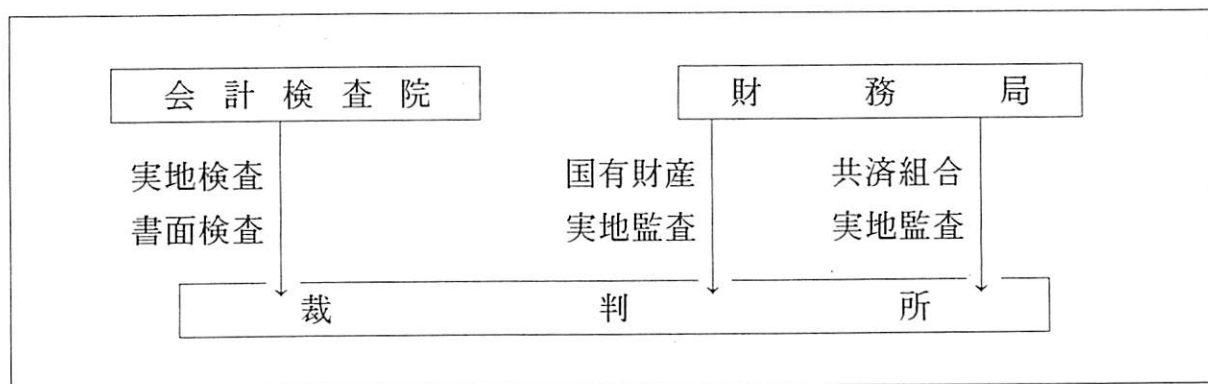 会計検査院
財務局
実地検査
書面検査
国有財産
実地監査
共済組合
実地監査
裁判所